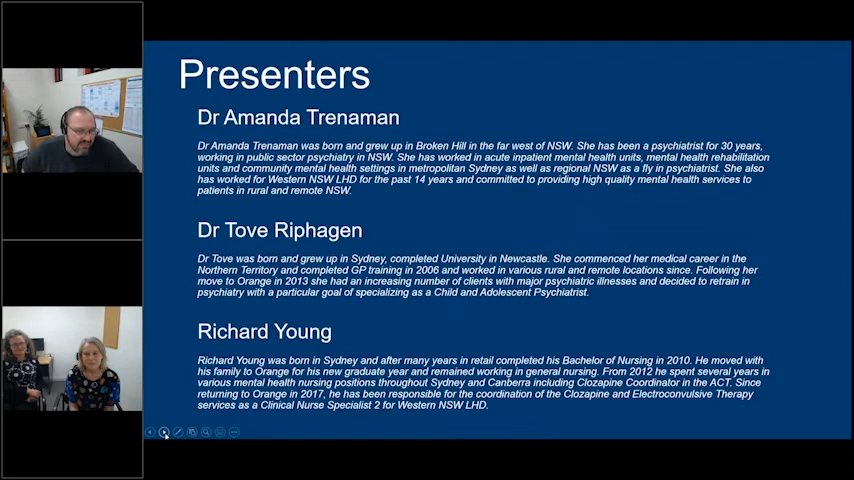 Presenters
Dr Amanda Trenaman
Dr Amanda Trenaman was born and grew up in Broken Hill in the far west of NSW. She has been a psychiatrist for 30 years,
working in public sector psychiatry in NSW. She has worked in acute inpatient mental health units, mental health rehabilitation
units and community mental health settings in metropolitan Sydney as well as regional NSW as a fly in psychiatrist. She also
has worked for Western NSW LHD for the past 14 years and committed to providing high quality mental health services to
patients in rural and remote NSW.
Dr Tove Riphagen
Dr Tove was born and grew up in Sydney, completed University in Newcastle. She commenced her medical career in the
Northern Territory and completed GP training in 2006 and worked in various rural and remote locations since. Following her
move to Orange in 2013 she had an increasing number of clients with major psychiatric illnesses and decided to retrain in
psychiatry with a particular goal of specializing as a Child and Adolescent Psychiatrist.
Richard Young
Richard Young was born in Sydney and after many years in retail completed his Bachelor of Nursing in 2010. He moved with
his family to Orange for his new graduate year and remained working in general nursing. From 2012 he spent several years in
various mental health nursing positions throughout Sydney and Canberra including Clozapine Coordinator in the ACT. Since
returning to Orange in 2017, he has been responsible for the coordination of the Clozapine and Electroconvulsive Therapy
services as a Clinical Nurse Specialist 2 for Western NSW LHD.